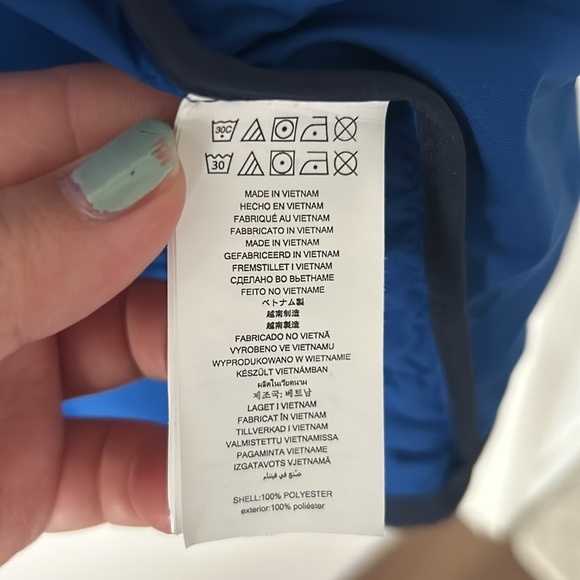 30C
30
MADE IN VIETNAM
HECHO EN VIETNAM
FABRIQUÉ AU VIETNAM
FABBRICATO IN VIETNAM
MADE IN VIETNAM
GEFABRICEERD IN VIETNAM
FREMSTILLET I VIETNAM
СДЕЛАНО ВО ВЬЕТНАМЕ
FEITO NO VIETNAME
ベトナム製
越南制造
越南製造
FABRICADO NO VIETNÃ
VYROBENO VE VIETNAMU
WYPRODUKOWANO W WIETNAMIE
KÉSZÜLT VIETNÁMBAN
ผลิตในเวียดนาม
제조국: 베트남
LAGET I VIETNAM
FABRICAT ÎN VIETNAM
TILLVERKAD I VIETNAM
VALMISTETTU VIETNAMISSA
PAGAMINTA VIETNAME
IZGATAVOTS VJETNAMĀ
صُنع في فيتنام
SHELL:100% POLYESTER
exterior:100% poliéster